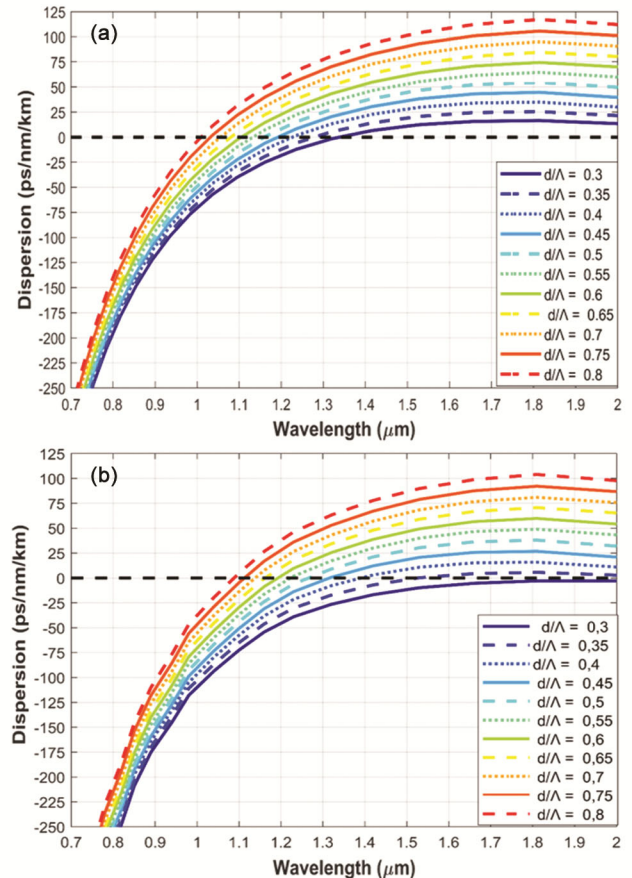 (a)
Dispersion (ps/nm/km)
125
100
75
50
25
0
-25
-50
-75
-100
-125
-150
-175
-200
-225
-250
d/Λ = 0.3
d/Λ = 0.35
d/Λ = 0.4
d/Λ = 0.45
d/Λ = 0.5
d/Λ = 0.55
d/Λ = 0.6
d/Λ = 0.65
d/Λ = 0.7
d/Λ = 0.75
d/Λ = 0.8
0.7 0.8 0.9 1 1.1 1.2 1.3 1.4 1.5 1.6 1.7 1.8 1.9 2
Wavelength (μm)
(b)
Dispersion (ps/nm/km)
125
100
75
50
25
0
-25
-50
-75
-100
-125
-150
-175
-200
-225
-250
d/Λ = 0,3
d/Λ = 0,35
d/Λ = 0,4
d/Λ = 0,45
d/Λ = 0,5
d/Λ = 0,55
d/Λ = 0,6
d/Λ = 0,65
d/Λ = 0,7
d/Λ = 0,75
d/Λ = 0,8
0.7 0.8 0.9 1 1.1 1.2 1.3 1.4 1.5 1.6 1.7 1.8 1.9 2
Wavelength (μm)